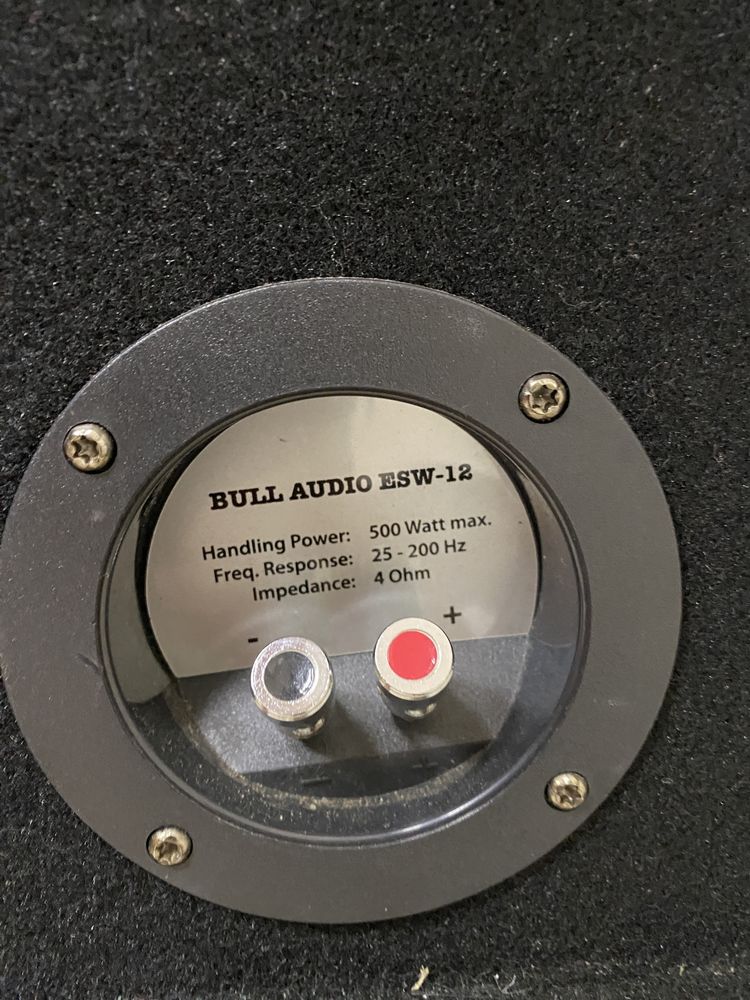 BULL AUDIO ESW-12
Handling Power: 500 Watt max.
Freq. Response: 25 - 200 Hz
Impedance: 4 Ohm
- +
- +